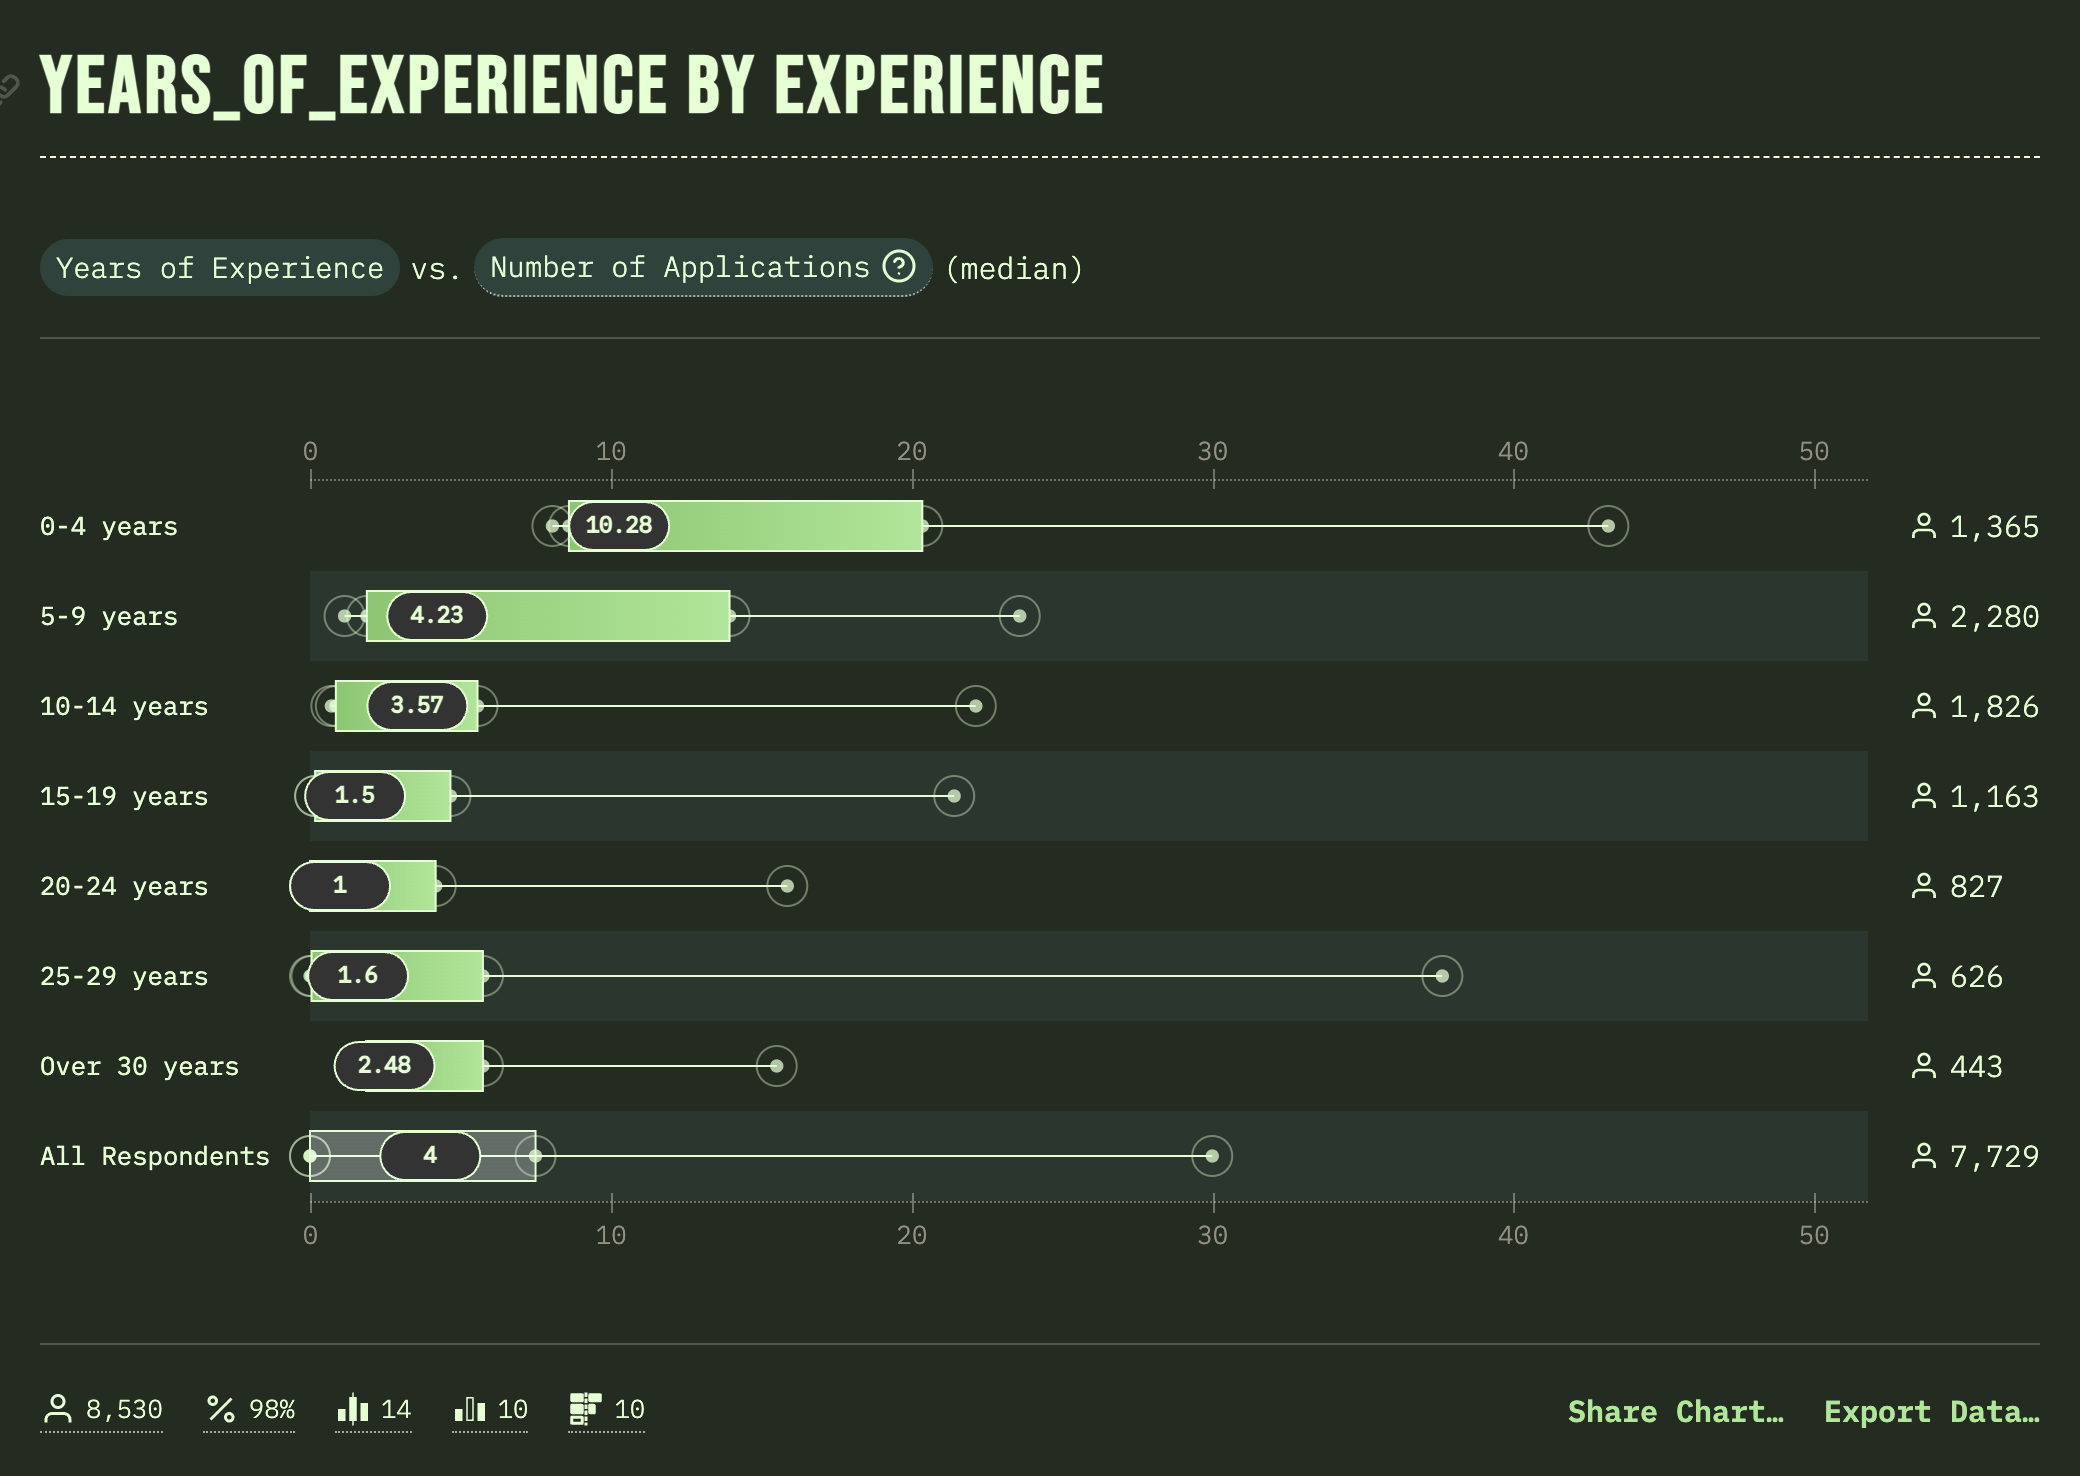 YEARS_OF_EXPERIENCE BY EXPERIENCE
Years of Experience vs. Number of Applications ? (median)
0 10 20 30 40 50
0-4 years 10.28 1,365
5-9 years 4.23 2,280
10-14 years 3.57 1,826
15-19 years 1.5 1,163
20-24 years 1 827
25-29 years 1.6 626
Over 30 years 2.48 443
All Respondents 4 7,729
0 10 20 30 40 50
8,530 % 98% 14 10 10 Share Chart… Export Data…